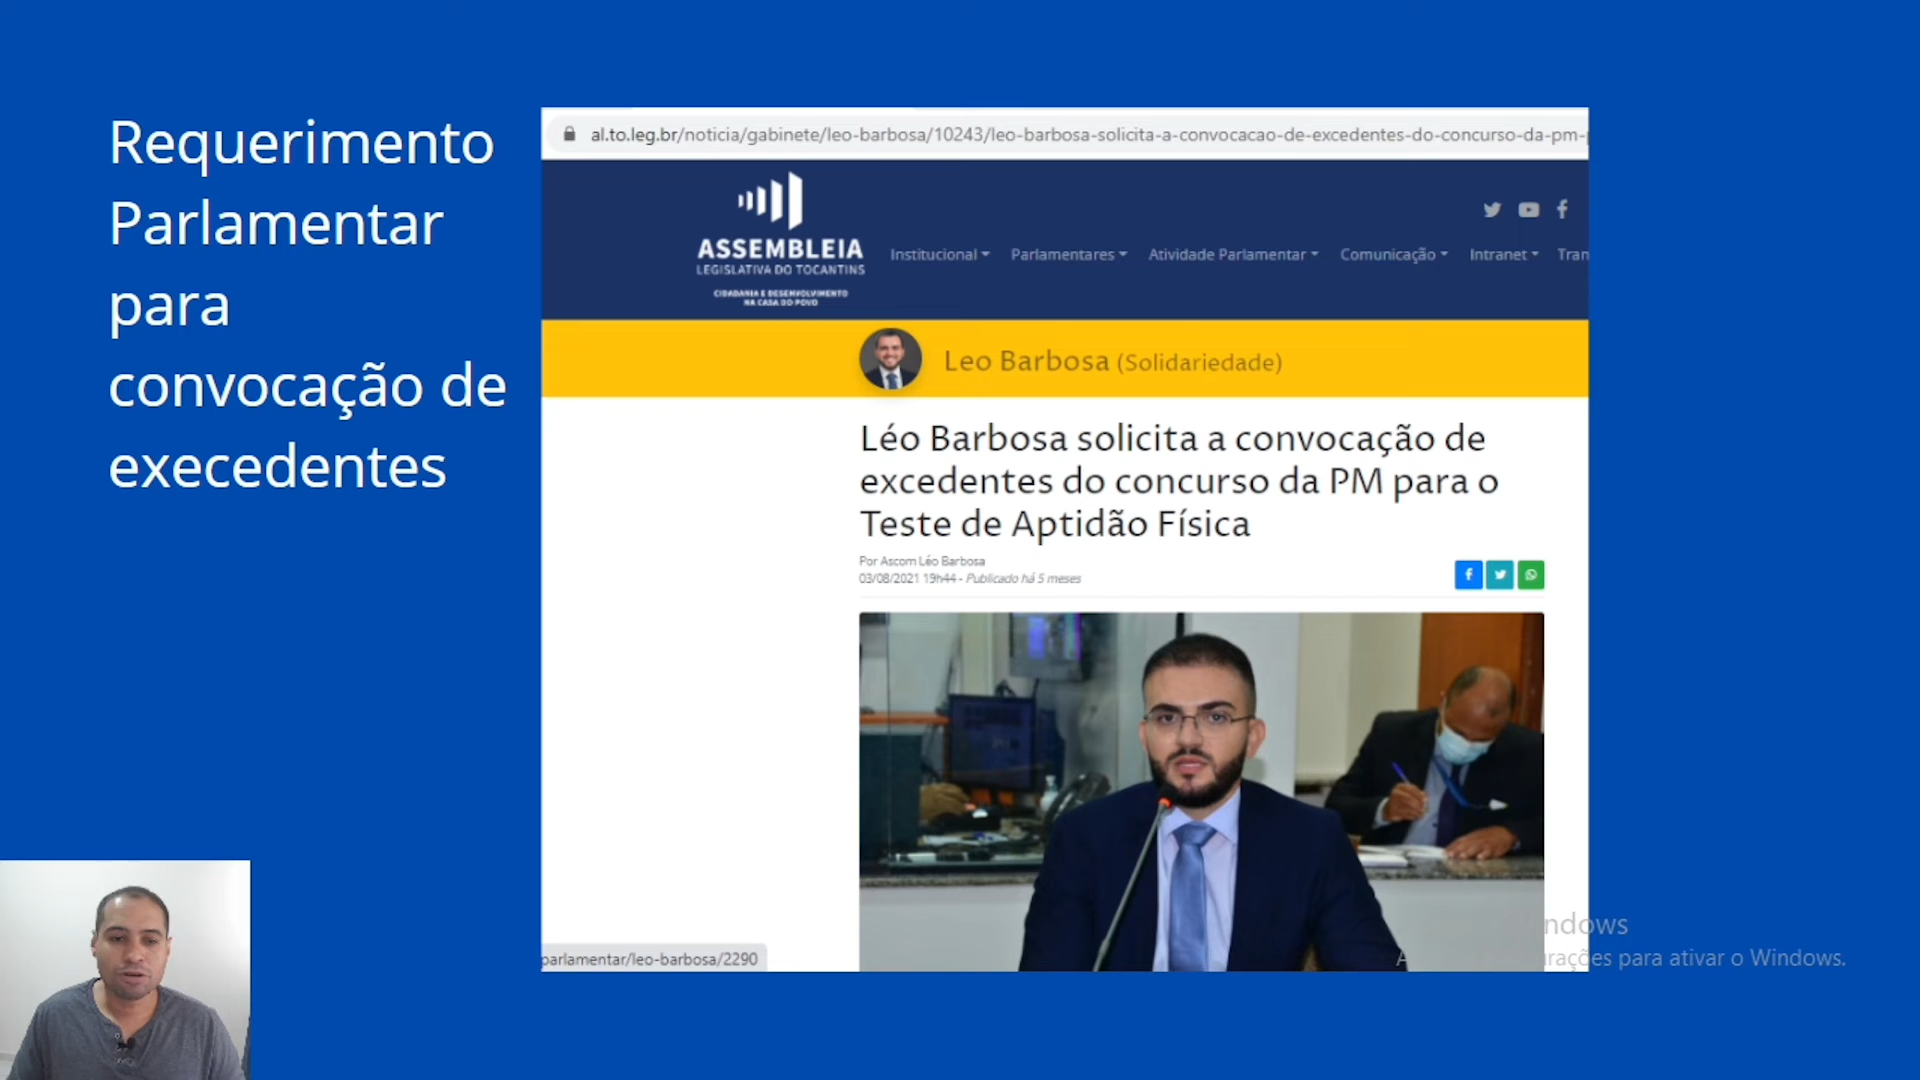 Requerimento
Parlamentar
para
convocação de
execedentes
al.to.leg.br/noticia/gabinete/leo-barbosa/10243/leo-barbosa-solicita-a-convocacao-de-excedentes-do-concurso-da-pm-
ASSEMBLEIA
LEGISLATIVA DO TOCANTINS
CIDADANIA E DESENVOLVIMENTO
NA CASA DO POVO
Institucional Parlamentares Atividade Parlamentar Comunicação Intranet Tran
Leo Barbosa (Solidariedade)
Léo Barbosa solicita a convocação de
excedentes do concurso da PM para o
Teste de Aptidão Física
Por Ascom Léo Barbosa
03/08/2021 19h44 - Publicado há 5 meses
parlamentar/leo-barbosa/2290
ndows
rações para ativar o Windows.